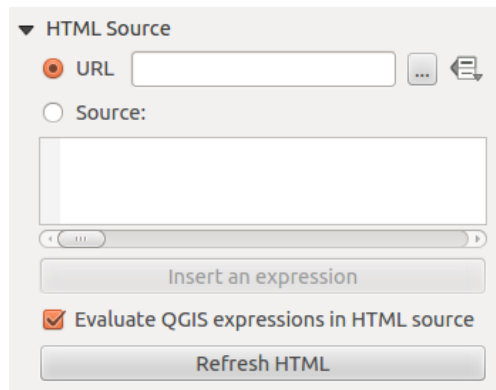 HTML Source
URL ...
Source:
Insert an expression
Evaluate QGIS expressions in HTML source
Refresh HTML